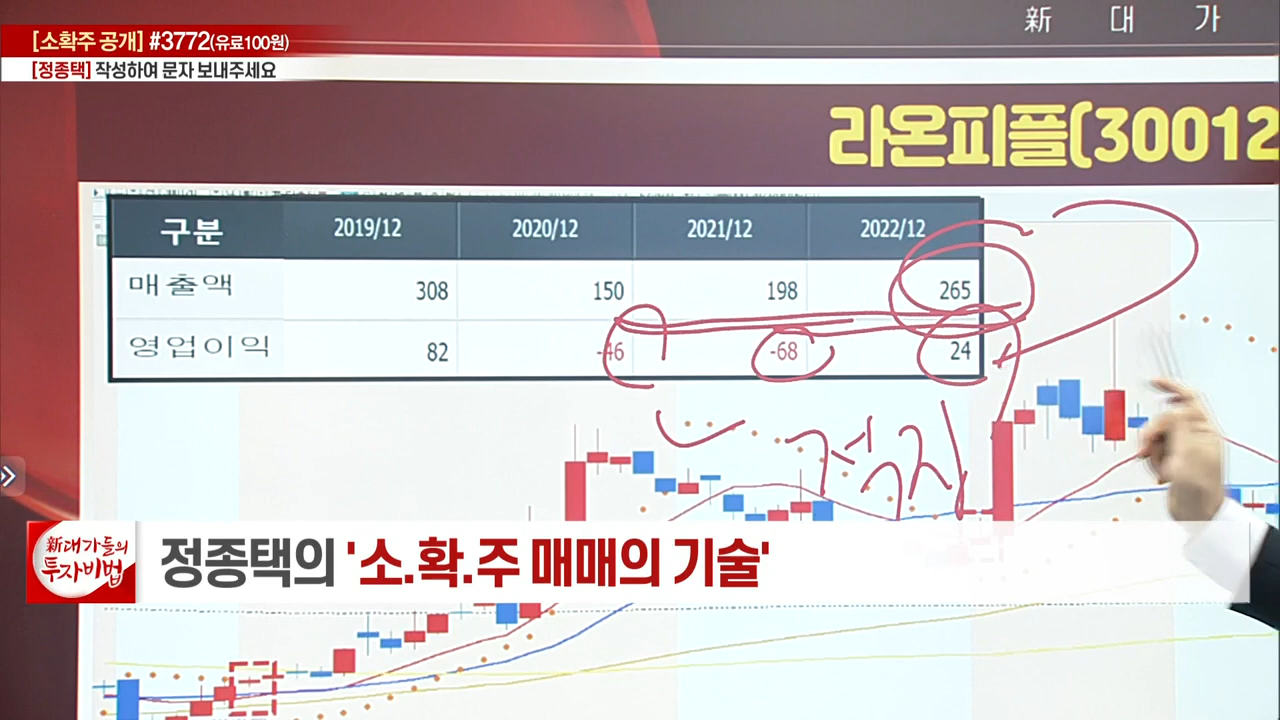 新 대 가
[소확주 공개] #3772(유료100원)
[정종택] 작성하여 문자 보내주세요
라온피플(30012
구분 2019/12 2020/12 2021/12 2022/12
매출액 308 150 198 265
영업이익 82 -46 -68 24
적자
新대가들의
투자비법
정종택의 '소.확.주 매매의 기술'